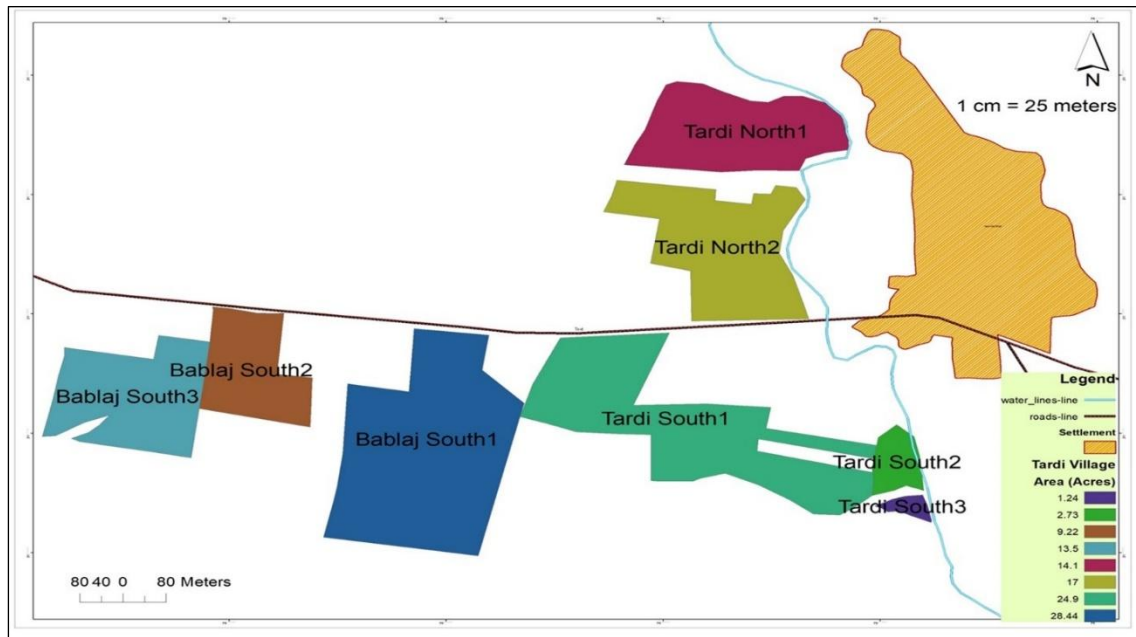 N
1 cm = 25 meters
Tardi North1
Tardi North2
Bablaj South2
Bablaj South3
Bablaj South1
Tardi South1
Tardi South2
Tardi South3
80 40 0 80 Meters
Legend
water_lines-line
roads-line
Settlement
Tardi Village
Area (Acres)
1.24
2.73
9.22
13.5
14.1
17
24.9
28.44